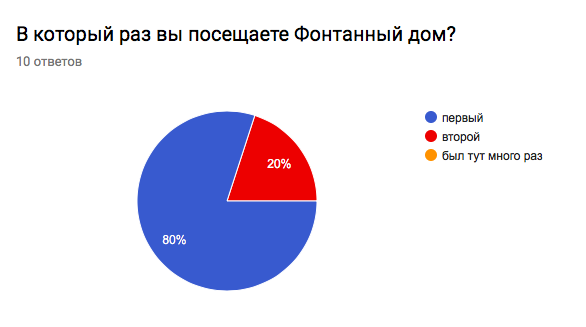 В который раз вы посещаете Фонтанный дом?
10 ответов
первый
второй
был тут много раз
20%
80%